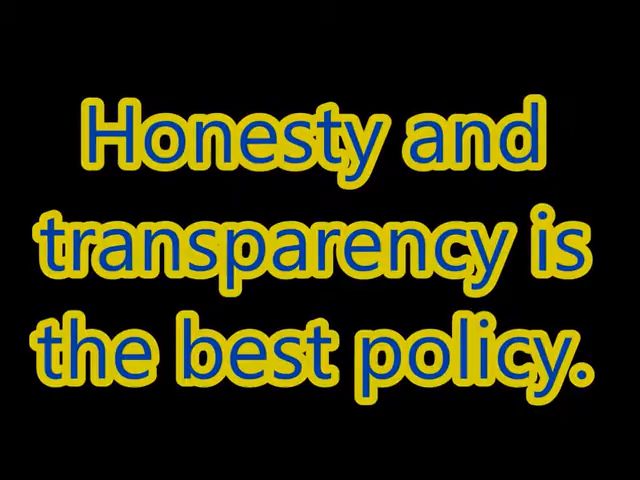 Honesty and
transparency is
the best policy.